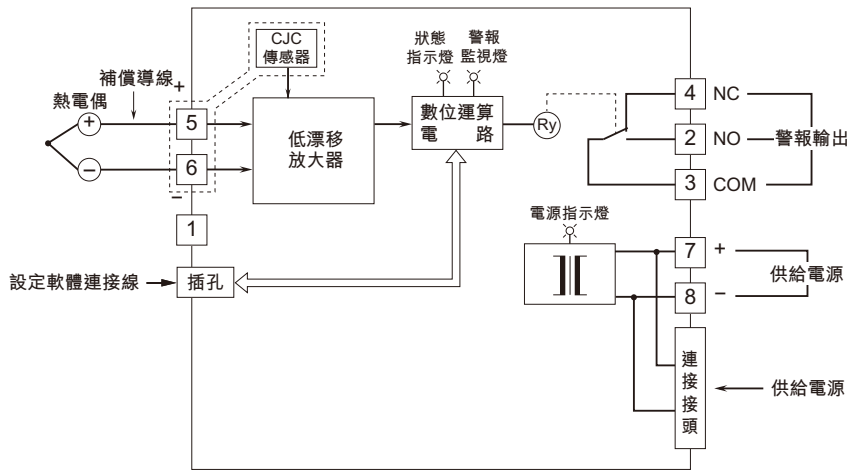 CJC
傳感器
狀態
指示燈
警報
監視燈
補償導線
+
熱電偶
+
5
低漂移
放大器
數位運算
電 路
Ry
4 NC
2 NO 警報輸出
3 COM
−
6
−
1
電源指示燈
7 +
供給電源
8 −
設定軟體連接線
插孔
連接接頭
供給電源